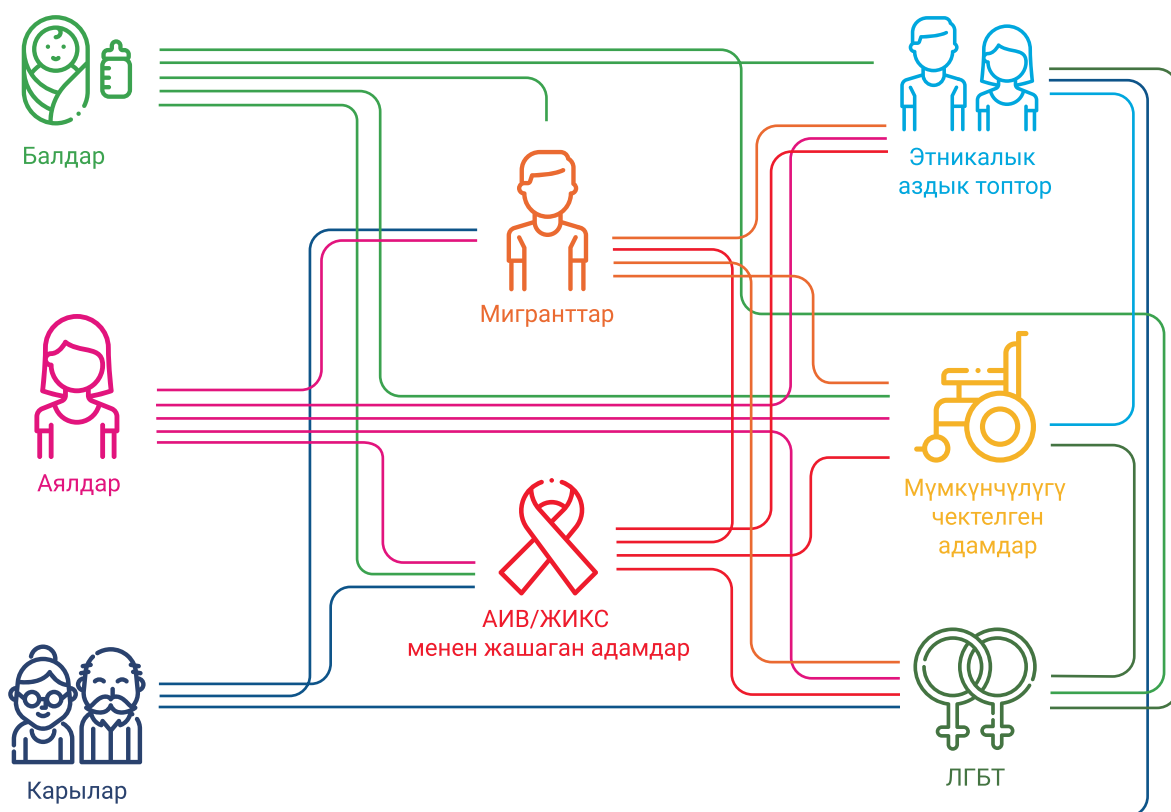 Балдар
Этникалык
аздык топтор
Мигранттар
Аялдар
Мүмкүнчүлүгү
чектелген
адамдар
АИВ/ЖИКС
менен жашаган адамдар
Карылар
ЛГБТ